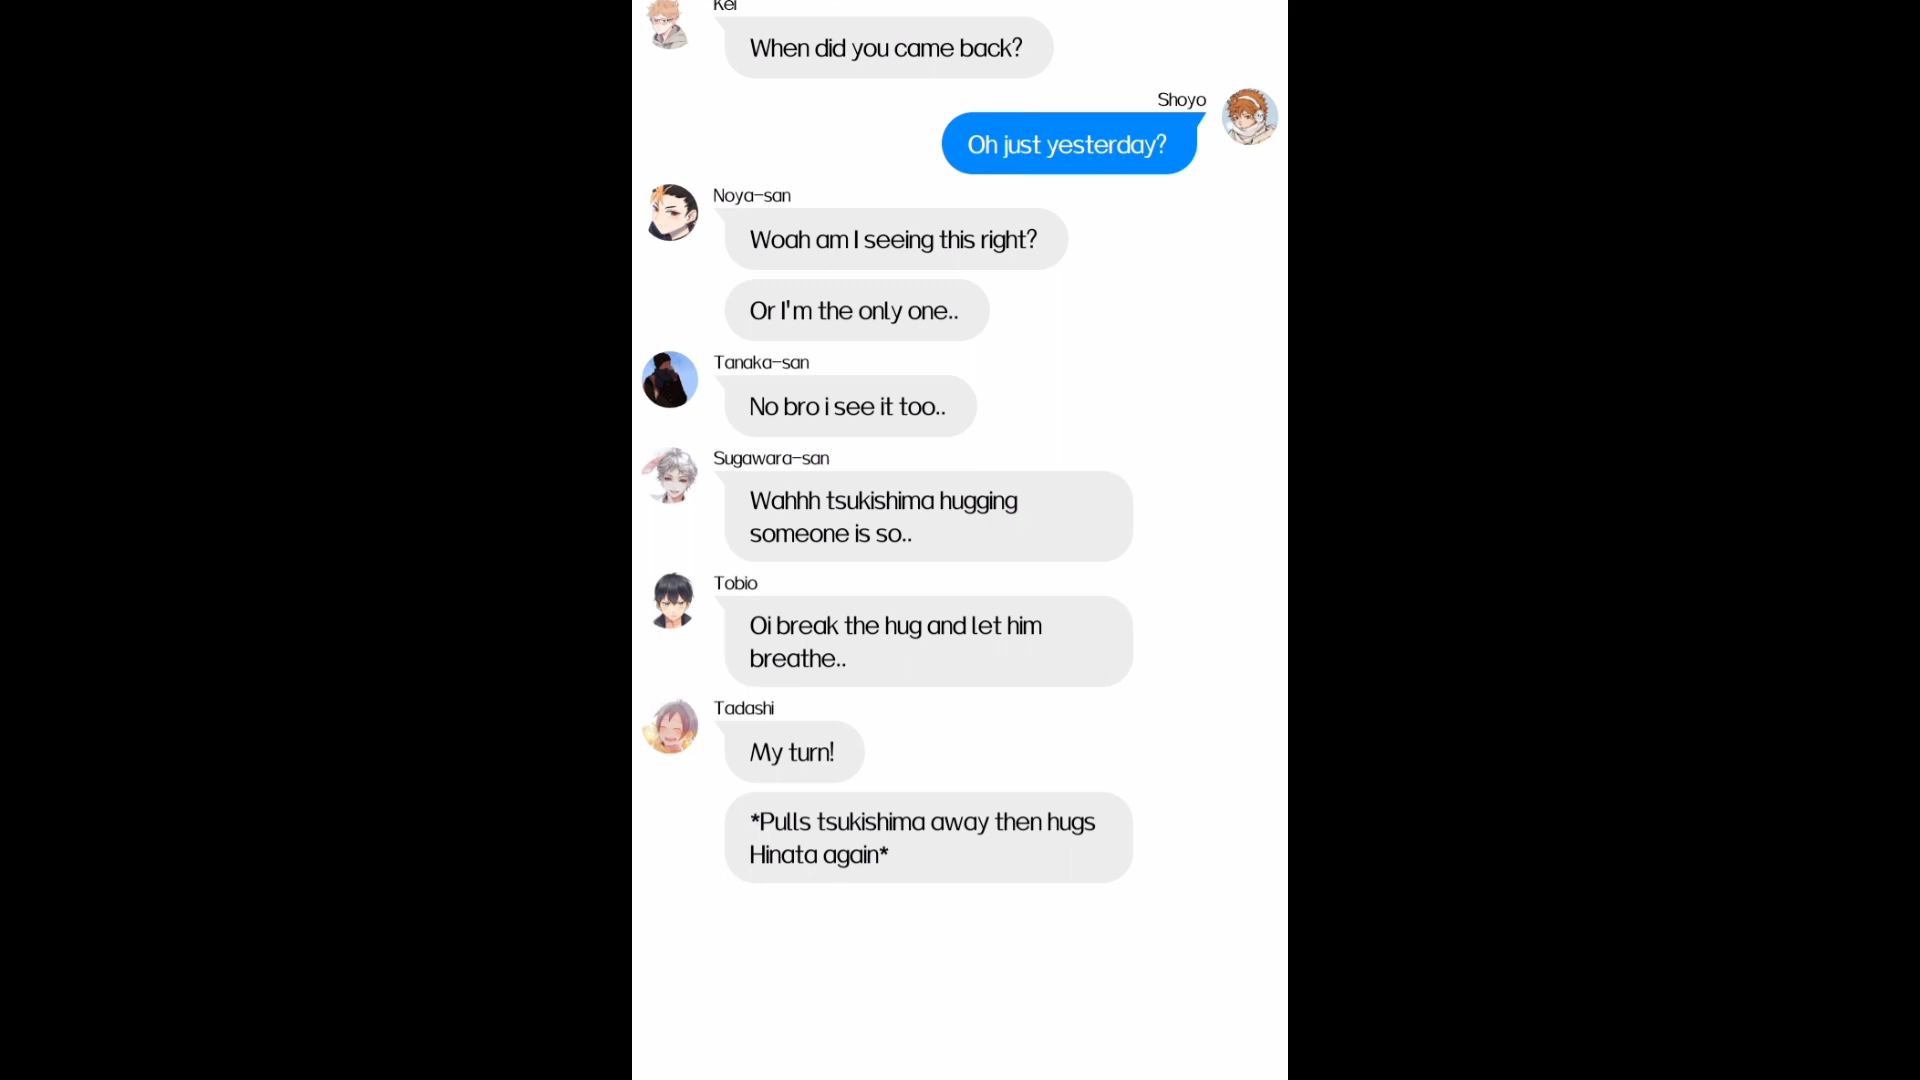 Kei
When did you came back?
Shoyo
Oh just yesterday?
Noya-san
Woah am I seeing this right?
Or I'm the only one..
Tanaka-san
No bro i see it too..
Sugawara-san
Wahhh tsukishima hugging
someone is so..
Tobio
Oi break the hug and let him
breathe..
Tadashi
My turn!
*Pulls tsukishima away then hugs
Hinata again*